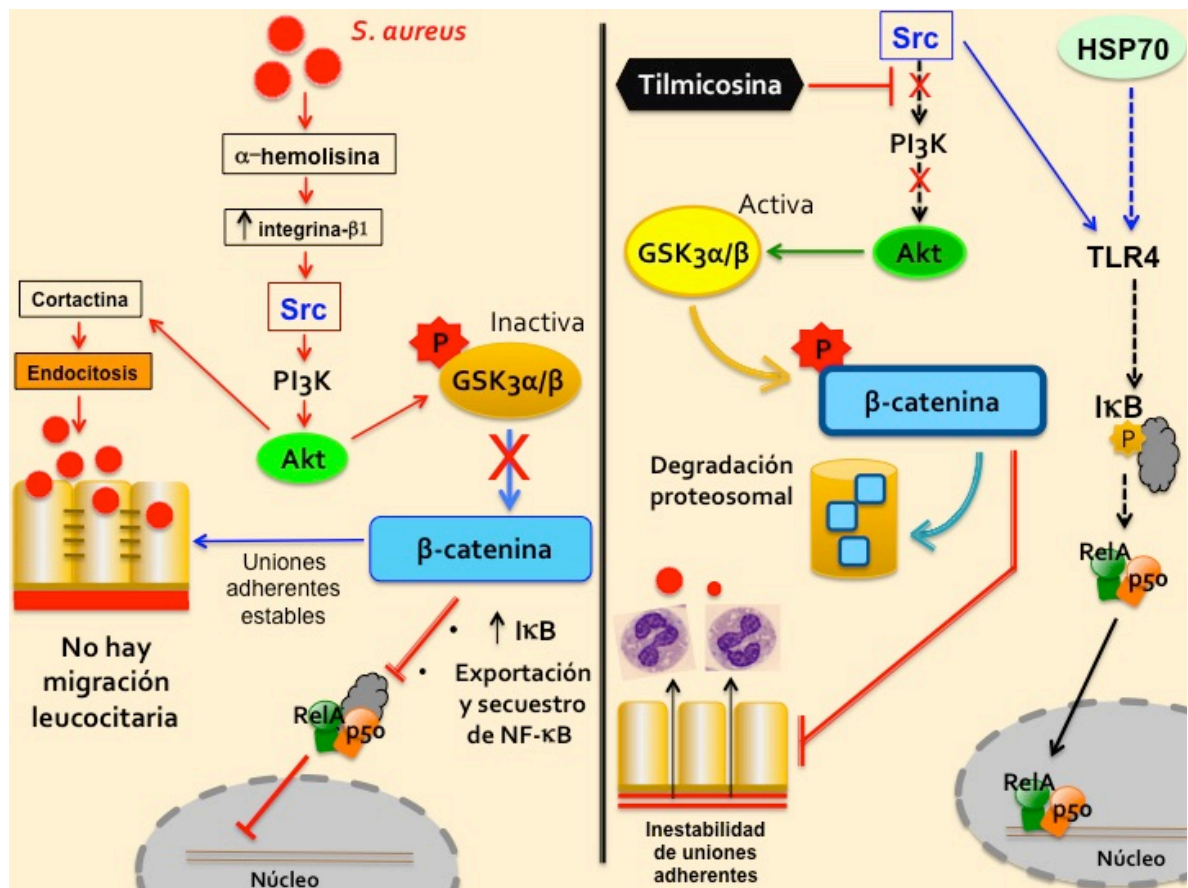 S. aureus
α-hemolisina
↑ integrina-β1
Src
PI3K
Akt
Cortactina
Endocitosis
Inactiva
P
GSK3α/β
X
β-catenina
Uniones
adherentes
estables
No hay
migración
leucocitaria
• ↑ IκB
• Exportación
y secuestro
de NF-κB
RelA
p50
Núcleo
Src
HSP70
Tilmicosina
X
PI3K
X
Activa
GSK3α/β
Akt
TLR4
P
β-catenina
IκB
P
Degradación
proteosomal
RelA
p50
Inestabilidad
de uniones
adherentes
RelA
p50
Núcleo